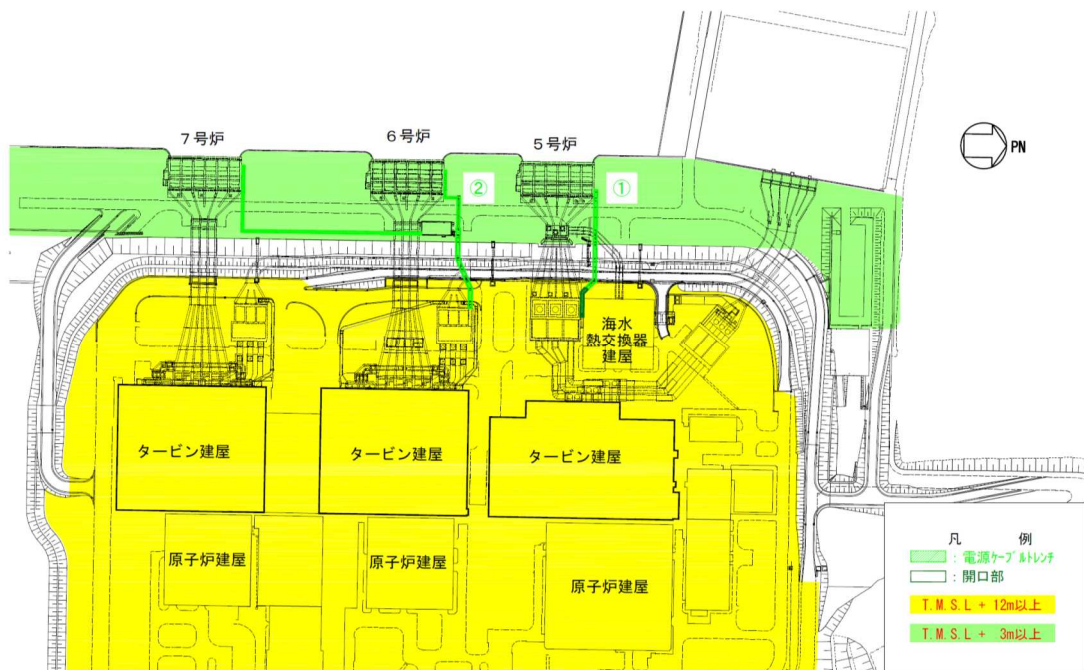 7号炉
6号炉
5号炉
②
①
PN
海水
熱交換器
建屋
タービン建屋
タービン建屋
タービン建屋
原子炉建屋
原子炉建屋
原子炉建屋
凡 例
：電源ケーブルトレンチ
：開口部
T.M.S.L + 12m以上
T.M.S.L + 3m以上